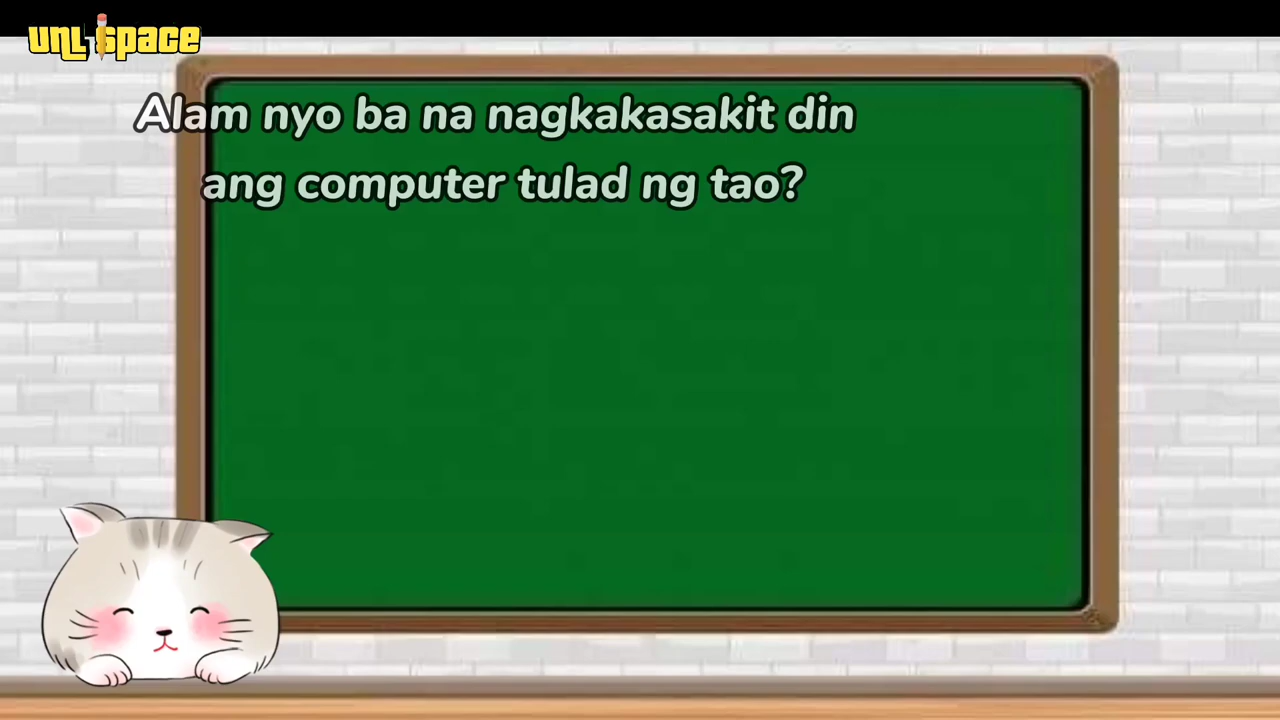 UNLISPACE
Alam nyo ba na nagkakasakit din
ang computer tulad ng tao?